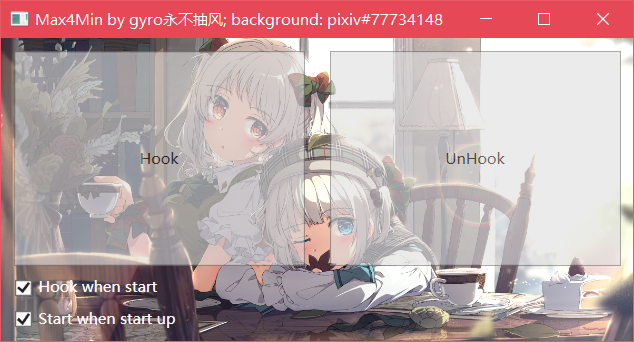 Max4Min by gyro永不抽风; background: pixiv#77734148
Hook
UnHook
Hook when start
Start when start up